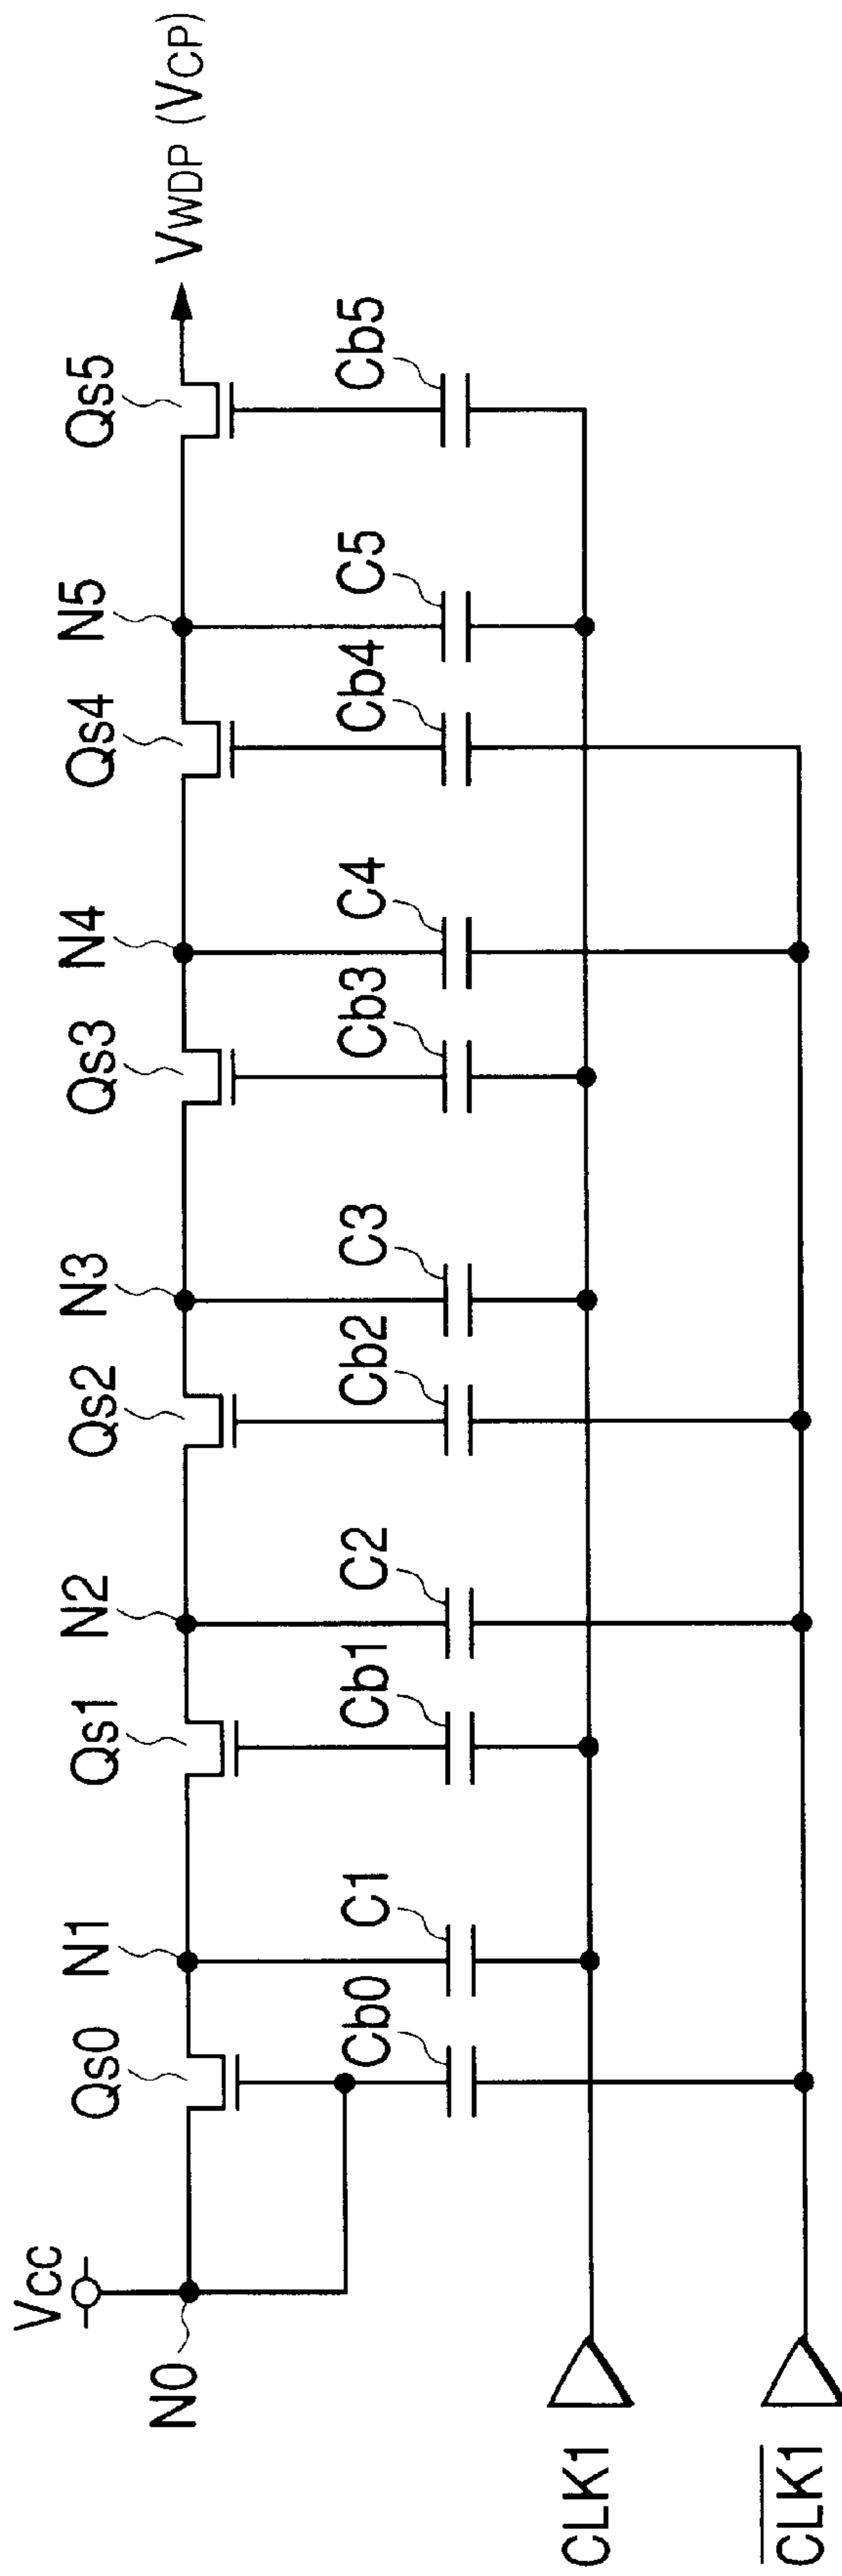 Vcc
N0
Qs0
N1
Qs1
N2
Qs2
N3
Qs3
N4
Qs4
N5
Qs5
VWDP (VCP)
Cb0
C1
Cb1
C2
Cb2
C3
Cb3
C4
Cb4
C5
Cb5
CLK1
C̅L̅K̅1̅